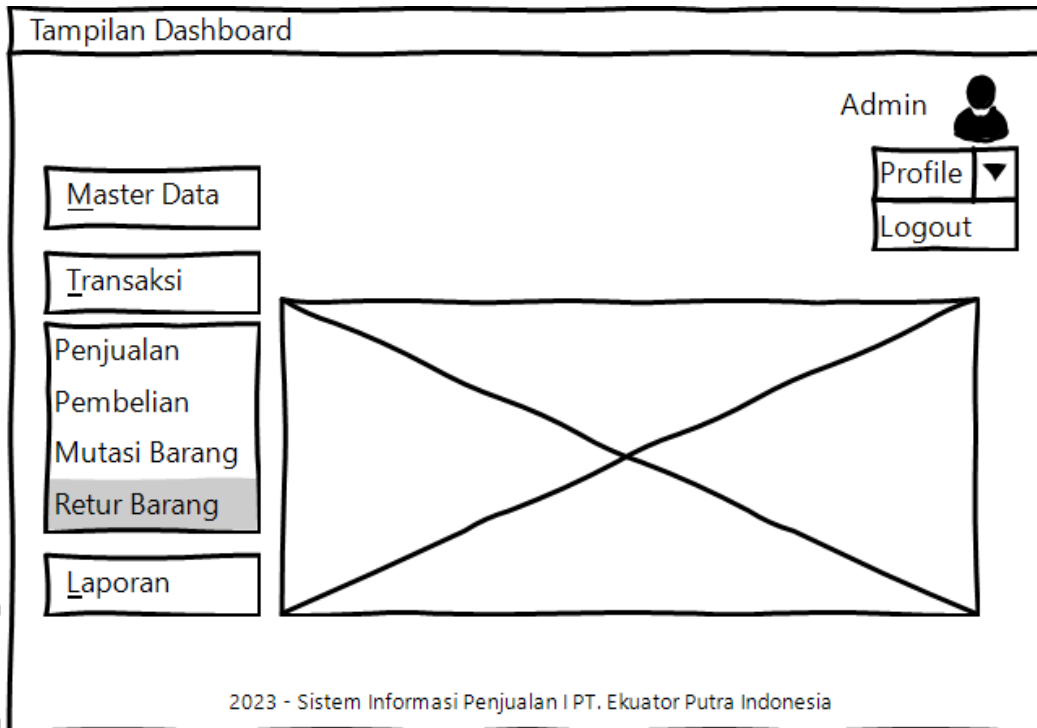 Tampilan Dashboard
Admin
Profile
Logout
Master Data
Transaksi
Penjualan
Pembelian
Mutasi Barang
Retur Barang
Laporan
2023 - Sistem Informasi Penjualan I PT. Ekuator Putra Indonesia